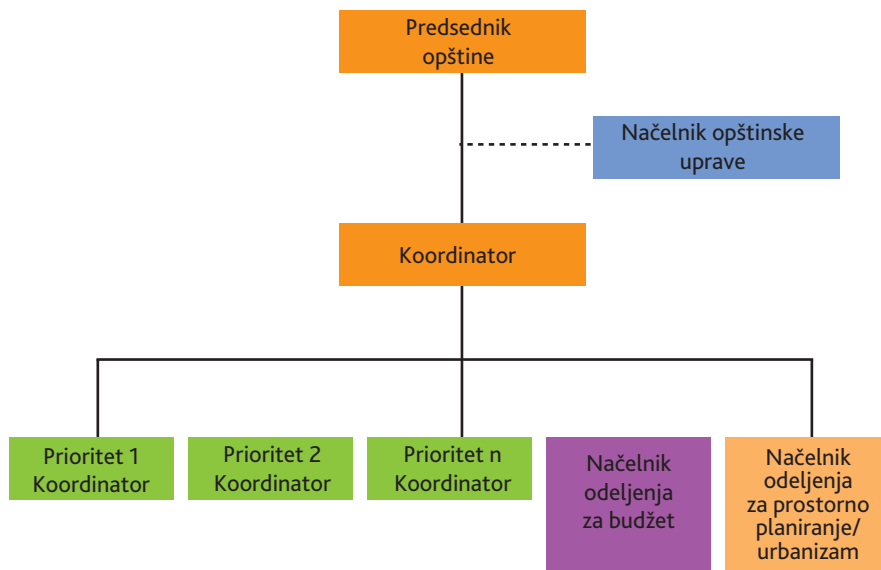 Predsednik
opštine
Načelnik opštinske
uprave
Koordinator
Prioritet 1
Koordinator
Prioritet 2
Koordinator
Prioritet n
Koordinator
Načelnik
odeljenja
za budžet
Načelnik
odeljenja
za prostorno
planiranje/
urbanizam